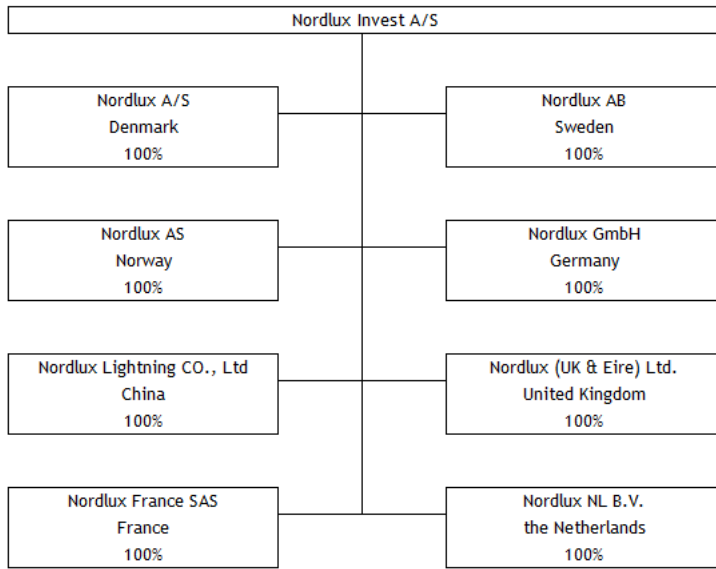 Nordlux Invest A/S
Nordlux A/S
Denmark
100%
Nordlux AB
Sweden
100%
Nordlux AS
Norway
100%
Nordlux GmbH
Germany
100%
Nordlux Lightning CO., Ltd
China
100%
Nordlux (UK & Eire) Ltd.
United Kingdom
100%
Nordlux France SAS
France
100%
Nordlux NL B.V.
the Netherlands
100%